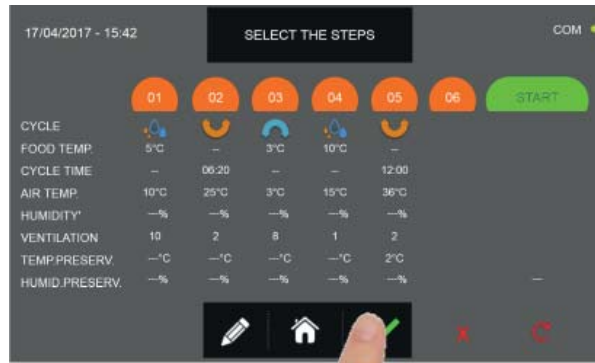 17/04/2017 - 15:42
SELECT THE STEPS
COM
01 02 03 04 05 06 START
CYCLE
FOOD TEMP. 5°C -- 3°C 10°C --
CYCLE TIME -- 06:20 -- -- 12:00
AIR TEMP. 10°C 25°C 3°C 15°C 36°C
HUMIDITY* ---% ---% ---% ---% ---%
VENTILATION 10 2 8 1 2
TEMP.PRESERV. ---°C ---°C ---°C ---°C 2°C
HUMID.PRESERV. ---% ---% ---% ---% ---% ---
X